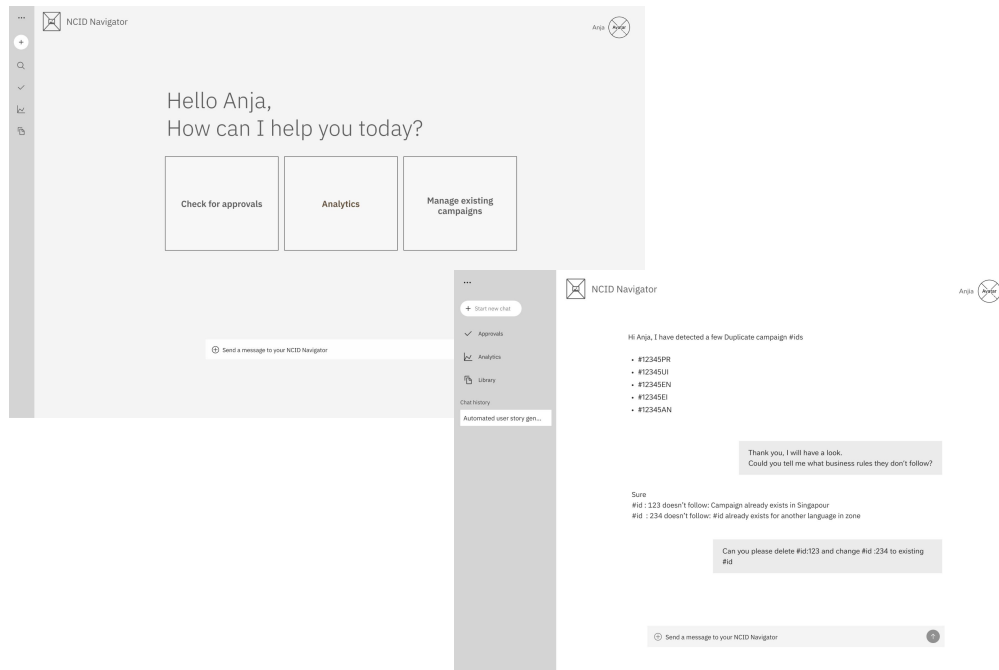 NCID Navigator
Anja
Avatar
Hello Anja,
How can I help you today?
Check for approvals
Analytics
Manage existing
campaigns
Send a message to your NCID Navigator
NCID Navigator
Anjia
Avatar
Start new chat
Approvals
Analytics
Library
Chat history
Automated user story gen...
Hi Anja, I have detected a few Duplicate campaign #ids
• #12345PR
• #12345UI
• #12345EN
• #12345EI
• #12345AN
Thank you, I will have a look.
Could you tell me what business rules they don't follow?
Sure
#id : 123 doesn't follow: Campaign already exists in Singapour
#id : 234 doesn't follow: #id already exists for another language in zone
Can you please delete #id:123 and change #id :234 to existing
#id
Send a message to your NCID Navigator